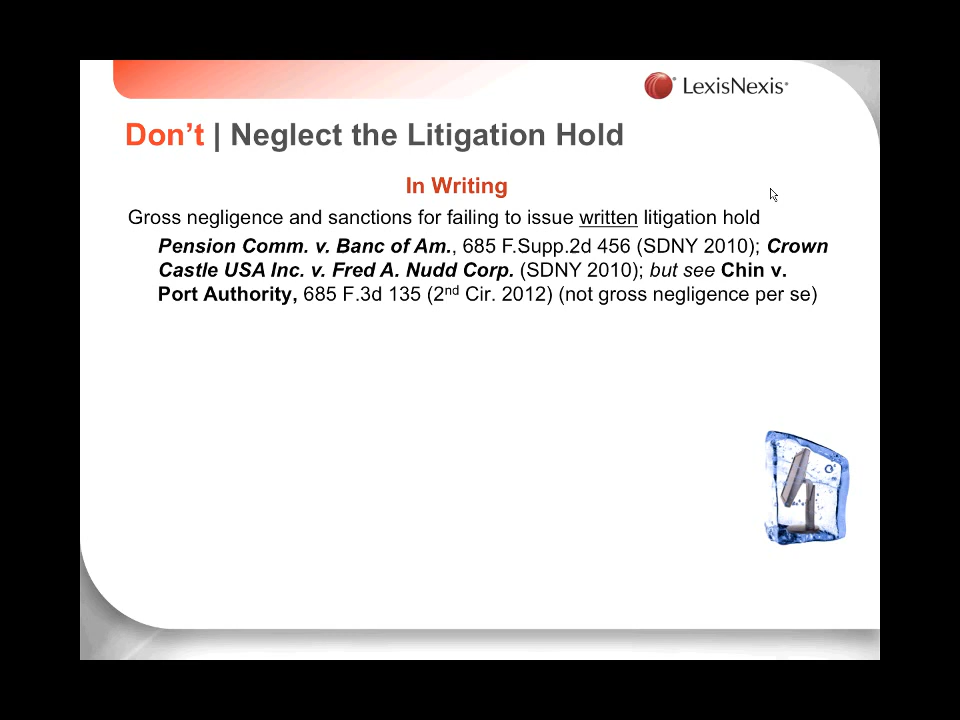 LexisNexis®
Don’t | Neglect the Litigation Hold
In Writing
Gross negligence and sanctions for failing to issue written litigation hold
Pension Comm. v. Banc of Am., 685 F.Supp.2d 456 (SDNY 2010); Crown
Castle USA Inc. v. Fred A. Nudd Corp. (SDNY 2010); but see Chin v.
Port Authority, 685 F.3d 135 (2nd Cir. 2012) (not gross negligence per se)
4